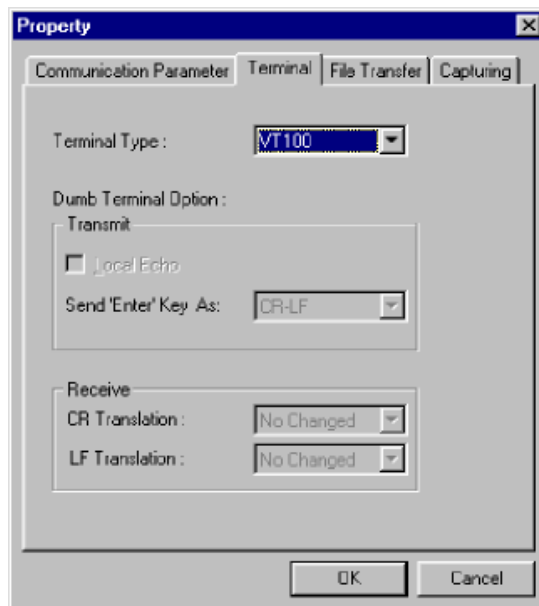 Property
Communication Parameter Terminal File Transfer Capturing
Terminal Type : VT100
Dumb Terminal Option :
Transmit
Local Echo
Send 'Enter' Key As: CR-LF
Receive
CR Translation : No Changed
LF Translation : No Changed
OK Cancel